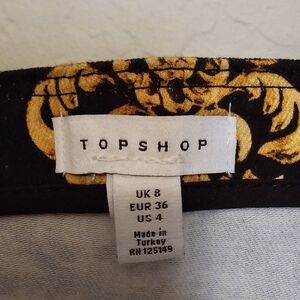 TOPSHOP
UK 8
EUR 36
US 4
Made in
Turkey
RN 125149